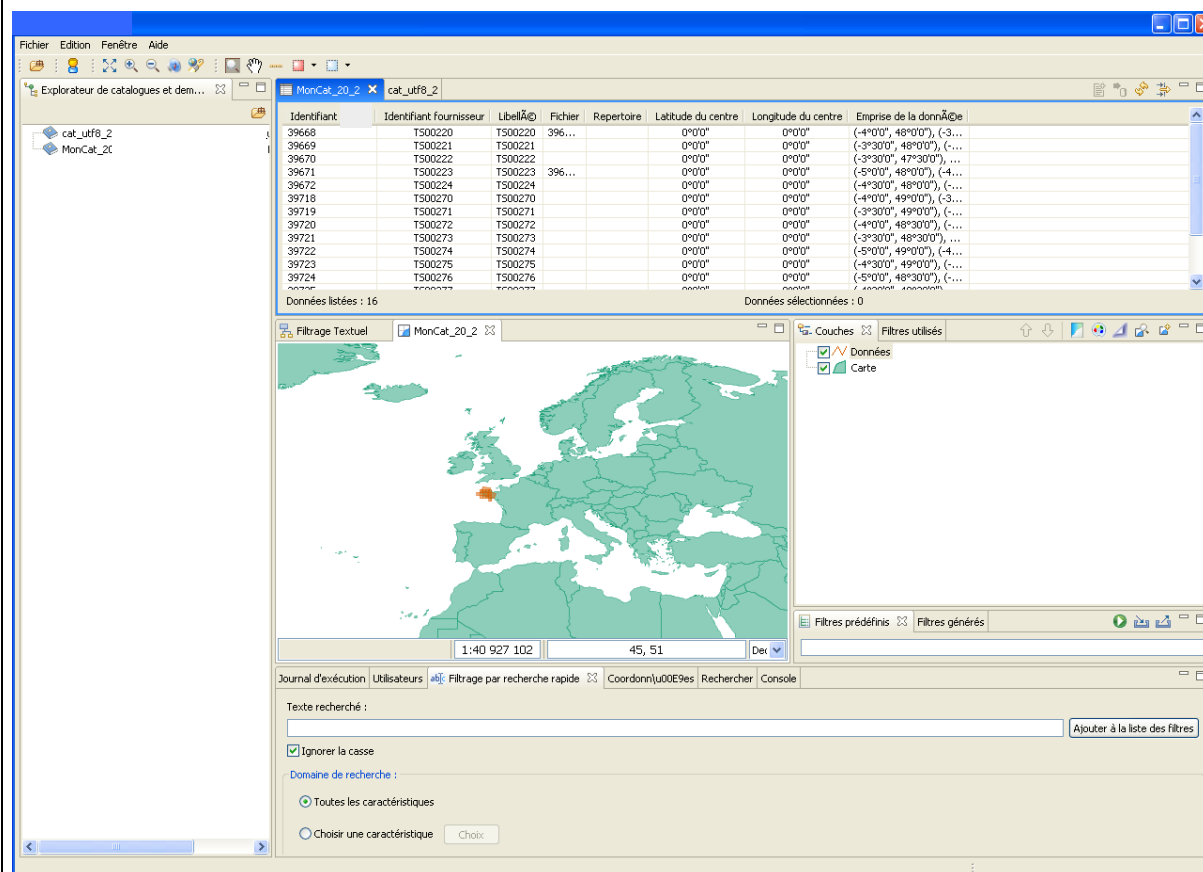 Fichier Edition Fenêtre Aide
Explorateur de catalogues et dem...
cat_utf8_2
MonCat_20
MonCat_20_2 cat_utf8_2
Identifiant Identifiant fournisseur LibellÃ© Fichier Repertoire Latitude du centre Longitude du centre Emprise de la donnÃ©e
39668 TS00220 TS00220 396... 0°0'0" 0°0'0" (-4°0'0", 48°0'0"), (-3...
39669 TS00221 TS00221 0°0'0" 0°0'0" (-3°30'0", 48°0'0"), (-...
39670 TS00222 TS00222 0°0'0" 0°0'0" (-3°30'0", 47°30'0"), ...
39671 TS00223 TS00223 396... 0°0'0" 0°0'0" (-5°0'0", 48°0'0"), (-4...
39672 TS00224 TS00224 0°0'0" 0°0'0" (-4°30'0", 48°0'0"), (-...
39718 TS00270 TS00270 0°0'0" 0°0'0" (-4°0'0", 49°0'0"), (-3...
39719 TS00271 TS00271 0°0'0" 0°0'0" (-3°30'0", 49°0'0"), (-...
39720 TS00272 TS00272 0°0'0" 0°0'0" (-4°0'0", 48°30'0"), (-...
39721 TS00273 TS00273 0°0'0" 0°0'0" (-3°30'0", 48°30'0"), ...
39722 TS00274 TS00274 0°0'0" 0°0'0" (-5°0'0", 49°0'0"), (-4...
39723 TS00275 TS00275 0°0'0" 0°0'0" (-4°30'0", 49°0'0"), (-...
39724 TS00276 TS00276 0°0'0" 0°0'0" (-5°0'0", 48°30'0"), (-...
Données listées : 16 Données sélectionnées : 0
Filtrage Textuel MonCat_20_2
Couches Filtres utilisés
Données
Carte
Filtres prédéfinis Filtres générés
1:40 927 102 45, 51 Dec
Journal d'exécution Utilisateurs Filtrage par recherche rapide Coordonn\u00E9es Rechercher Console
Texte recherché :
Ajouter à la liste des filtres
Ignorer la casse
Domaine de recherche :
Toutes les caractéristiques
Choisir une caractéristique Choix